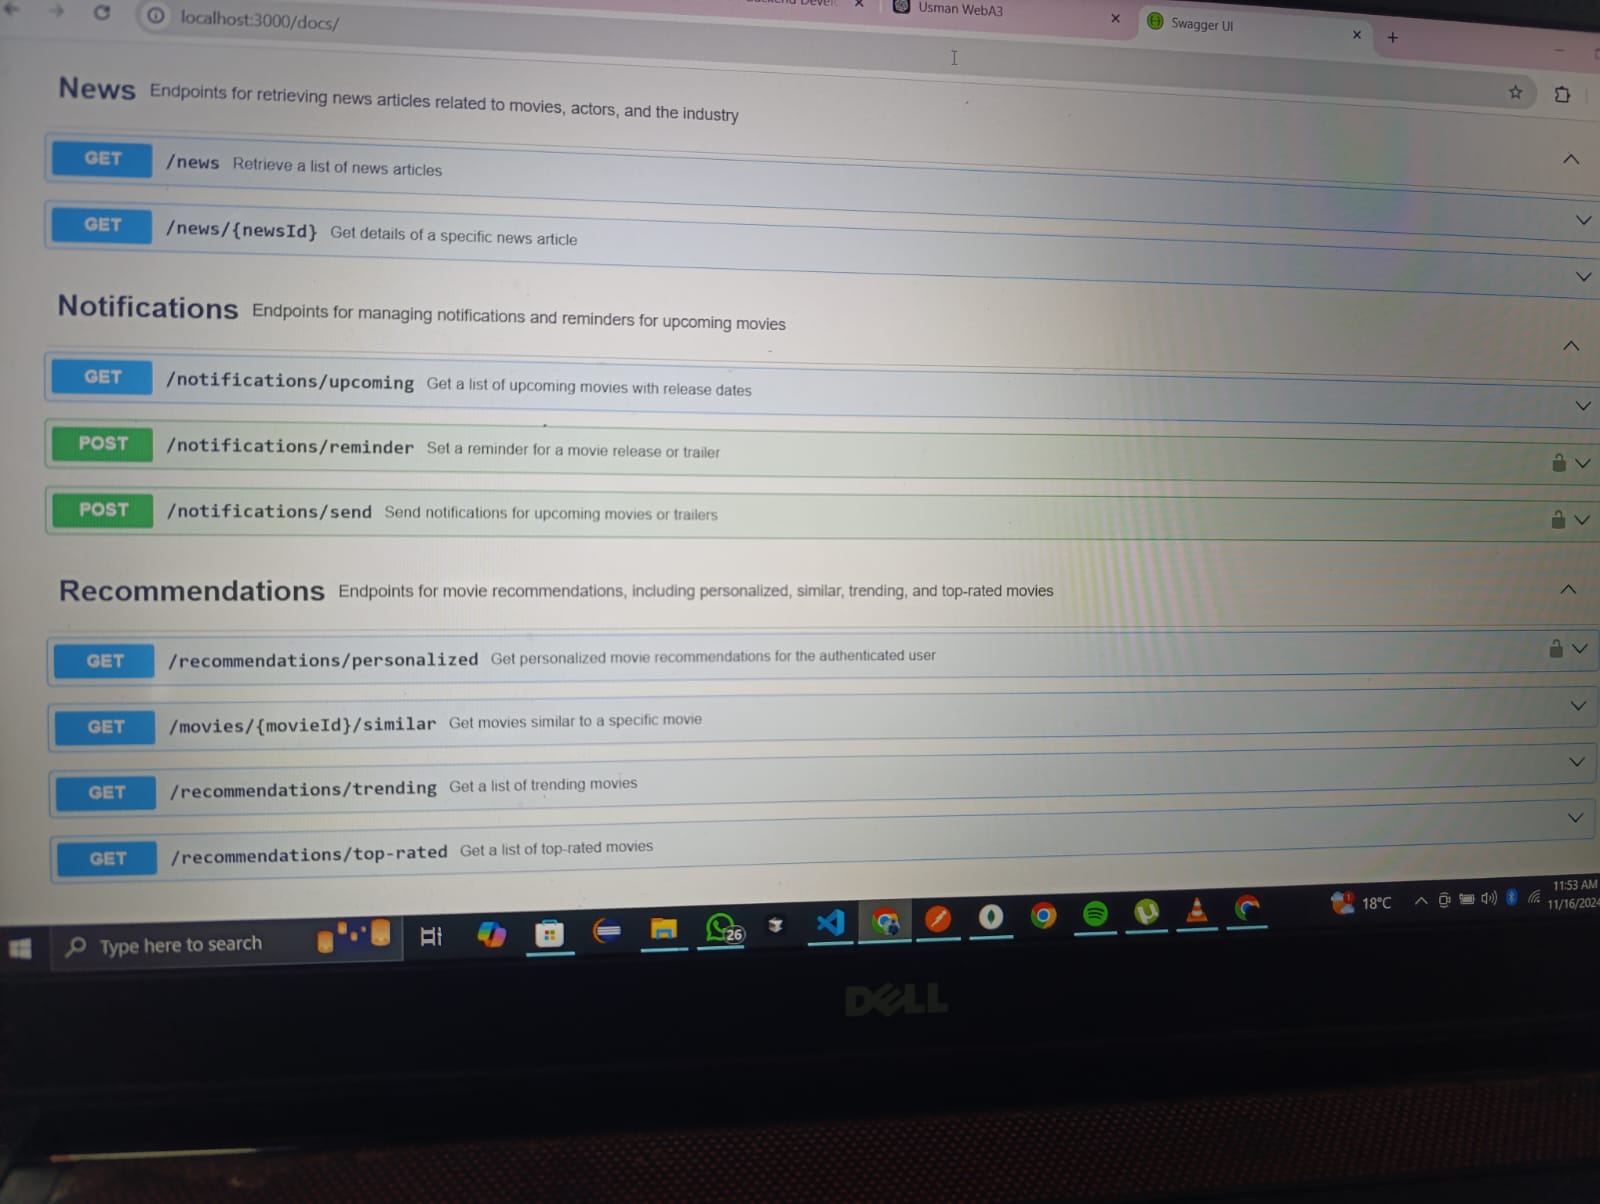 localhost:3000/docs/
Usman WebA3
Swagger UI
News Endpoints for retrieving news articles related to movies, actors, and the industry
GET /news Retrieve a list of news articles
GET /news/{newsId} Get details of a specific news article
Notifications Endpoints for managing notifications and reminders for upcoming movies
GET /notifications/upcoming Get a list of upcoming movies with release dates
POST /notifications/reminder Set a reminder for a movie release or trailer
POST /notifications/send Send notifications for upcoming movies or trailers
Recommendations Endpoints for movie recommendations, including personalized, similar, trending, and top-rated movies
GET /recommendations/personalized Get personalized movie recommendations for the authenticated user
GET /movies/{movieId}/similar Get movies similar to a specific movie
GET /recommendations/trending Get a list of trending movies
GET /recommendations/top-rated Get a list of top-rated movies
Type here to search
26
18°C
11:53 AM
11/16/2024
DELL